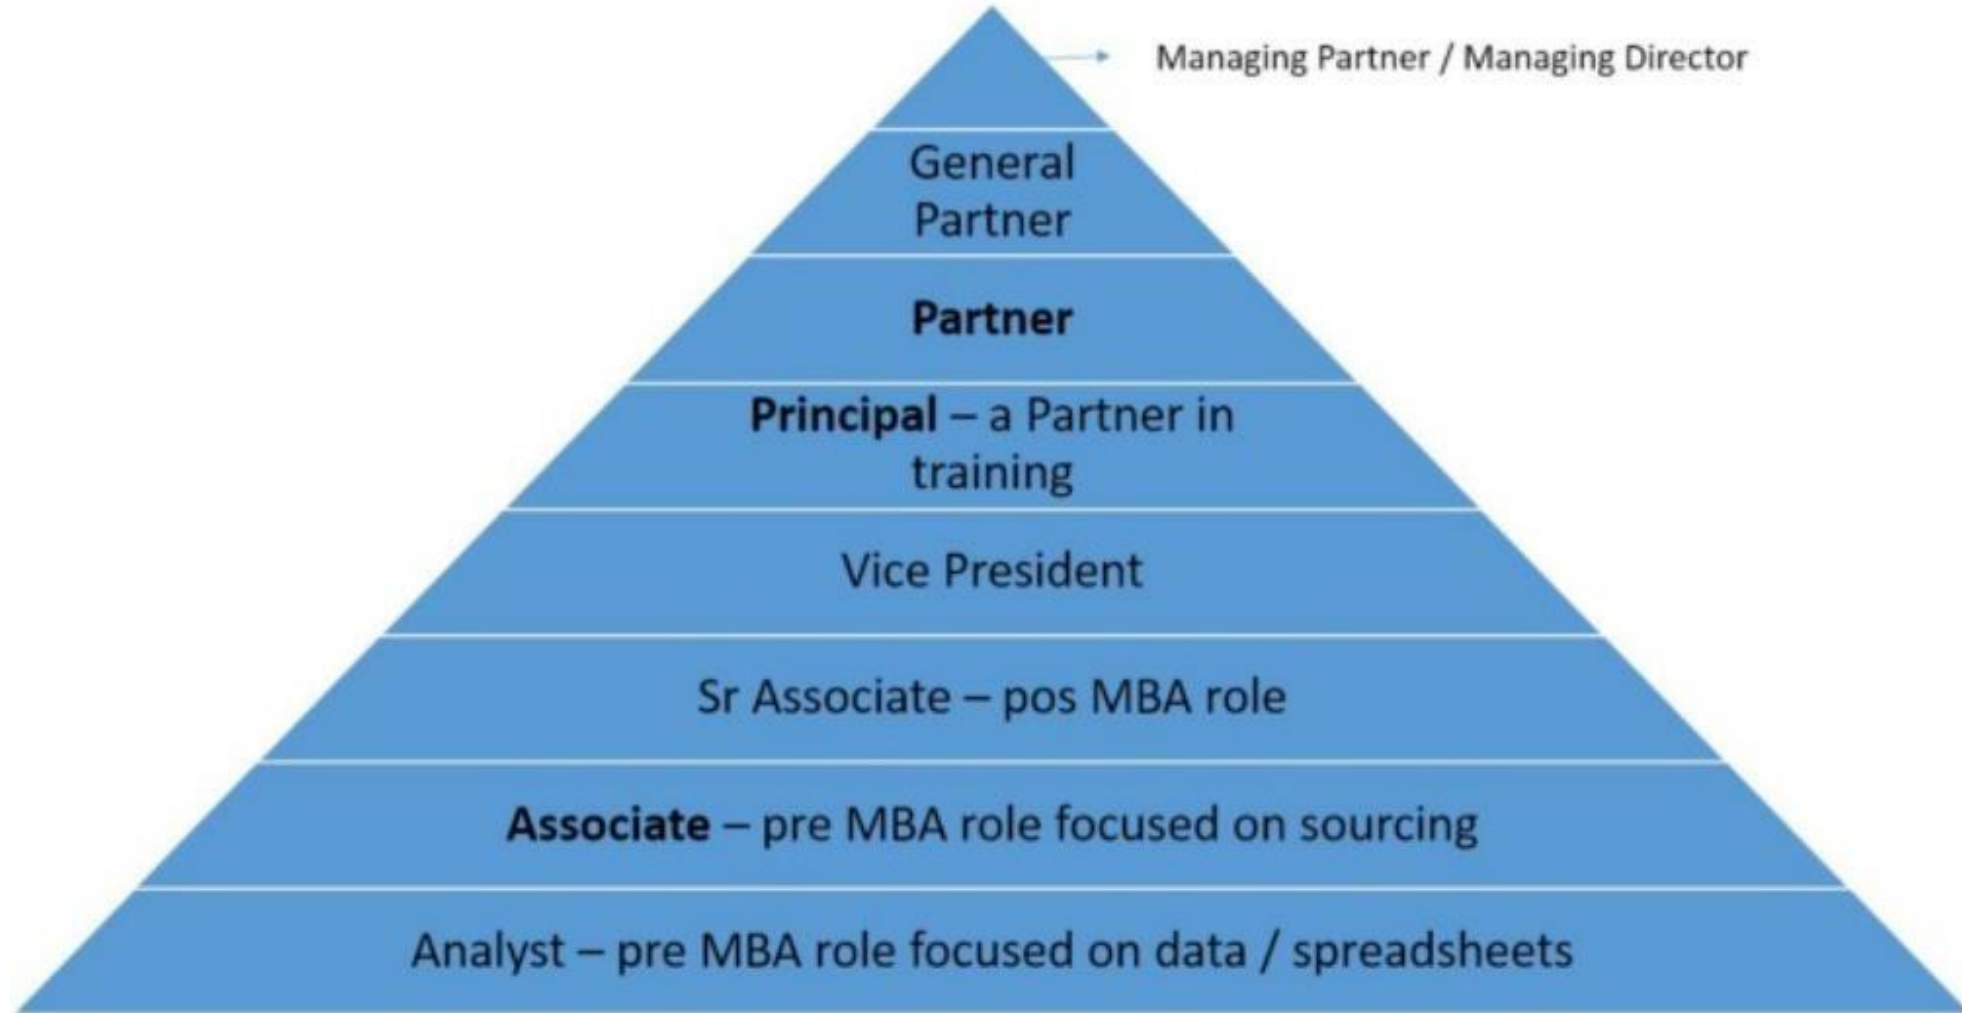 Managing Partner / Managing Director
General
Partner
Partner
Principal – a Partner in
training
Vice President
Sr Associate – pos MBA role
Associate – pre MBA role focused on sourcing
Analyst – pre MBA role focused on data / spreadsheets